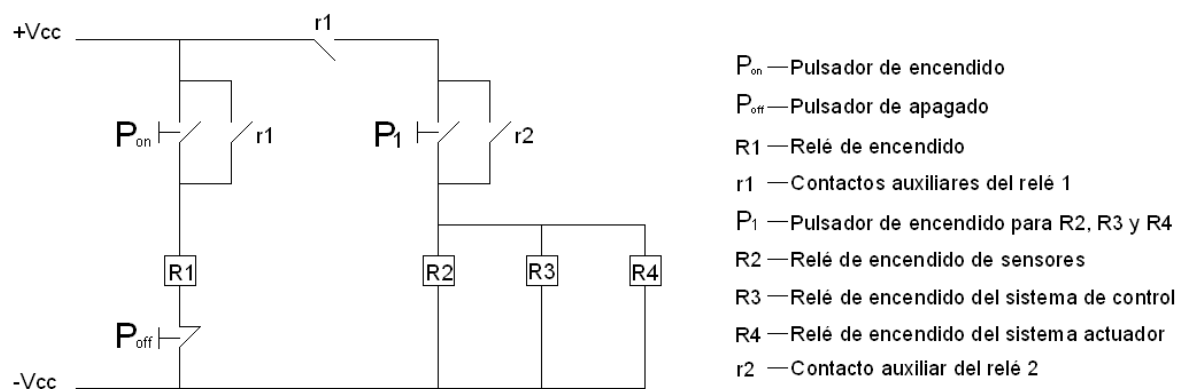 +Vcc
r1
Pon
r1
P1
r2
R1
R2
R3
R4
Poff
-Vcc
Pon — Pulsador de encendido
Poff — Pulsador de apagado
R1 — Relé de encendido
r1 — Contactos auxiliares del relé 1
P1 — Pulsador de encendido para R2, R3 y R4
R2 — Relé de encendido de sensores
R3 — Relé de encendido del sistema de control
R4 — Relé de encendido del sistema actuador
r2 — Contacto auxiliar del relé 2